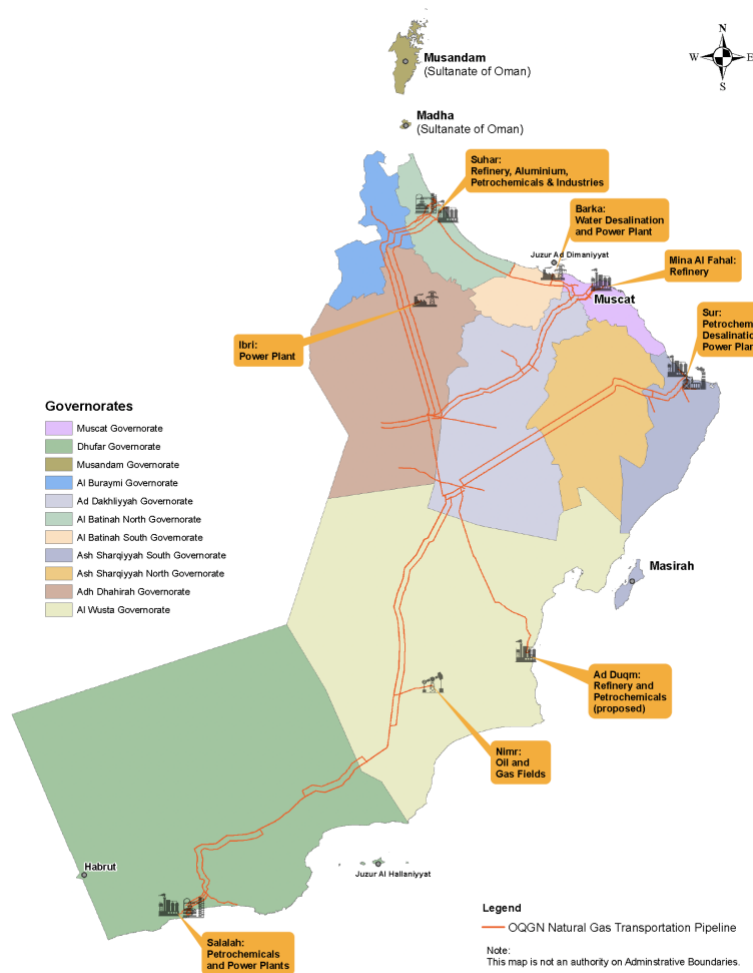 N
W
E
S
Musandam
(Sultanate of Oman)
Madha
(Sultanate of Oman)
Suhar:
Refinery, Aluminium,
Petrochemicals & Industries
Barka:
Water Desalination
and Power Plant
Juzur Ad Dimaniyyat
Mina Al Fahal:
Refinery
Muscat
Sur:
Petrochem
Desalinatio
Power Plan
Ibri:
Power Plant
Governorates
Muscat Governorate
Dhufar Governorate
Musandam Governorate
Al Buraymi Governorate
Ad Dakhliyyah Governorate
Al Batinah North Governorate
Al Batinah South Governorate
Ash Sharqiyyah South Governorate
Ash Sharqiyyah North Governorate
Adh Dhahirah Governorate
Al Wusta Governorate
Masirah
Ad Duqm:
Refinery and
Petrochemicals
(proposed)
Nimr:
Oil and
Gas Fields
Habrut
Juzur Al Hallaniyyat
Salalah:
Petrochemicals
and Power Plants
Legend
OQGN Natural Gas Transportation Pipeline
Note:
This map is not an authority on Adminstrative Boundaries.